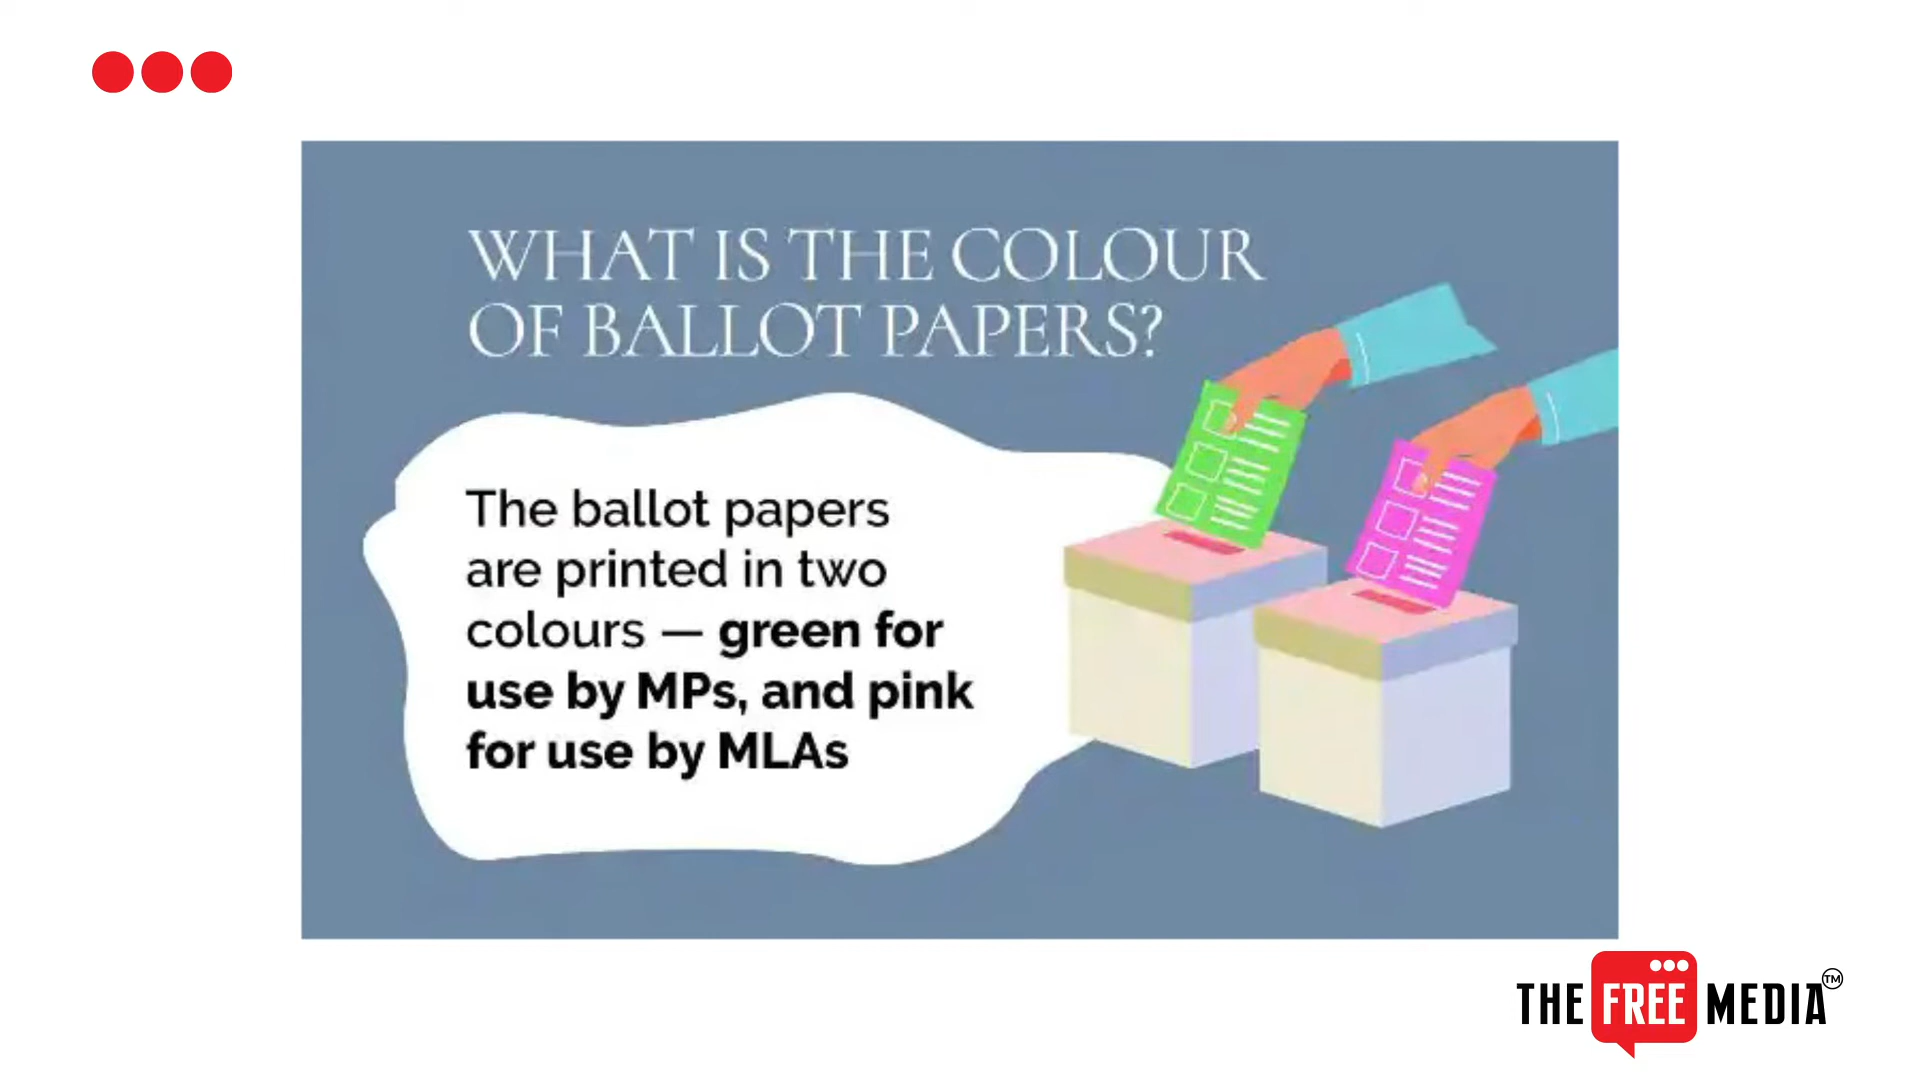 WHAT IS THE COLOUR
OF BALLOT PAPERS?
The ballot papers
are printed in two
colours — green for
use by MPs, and pink
for use by MLAs
THE FREE MEDIA TM